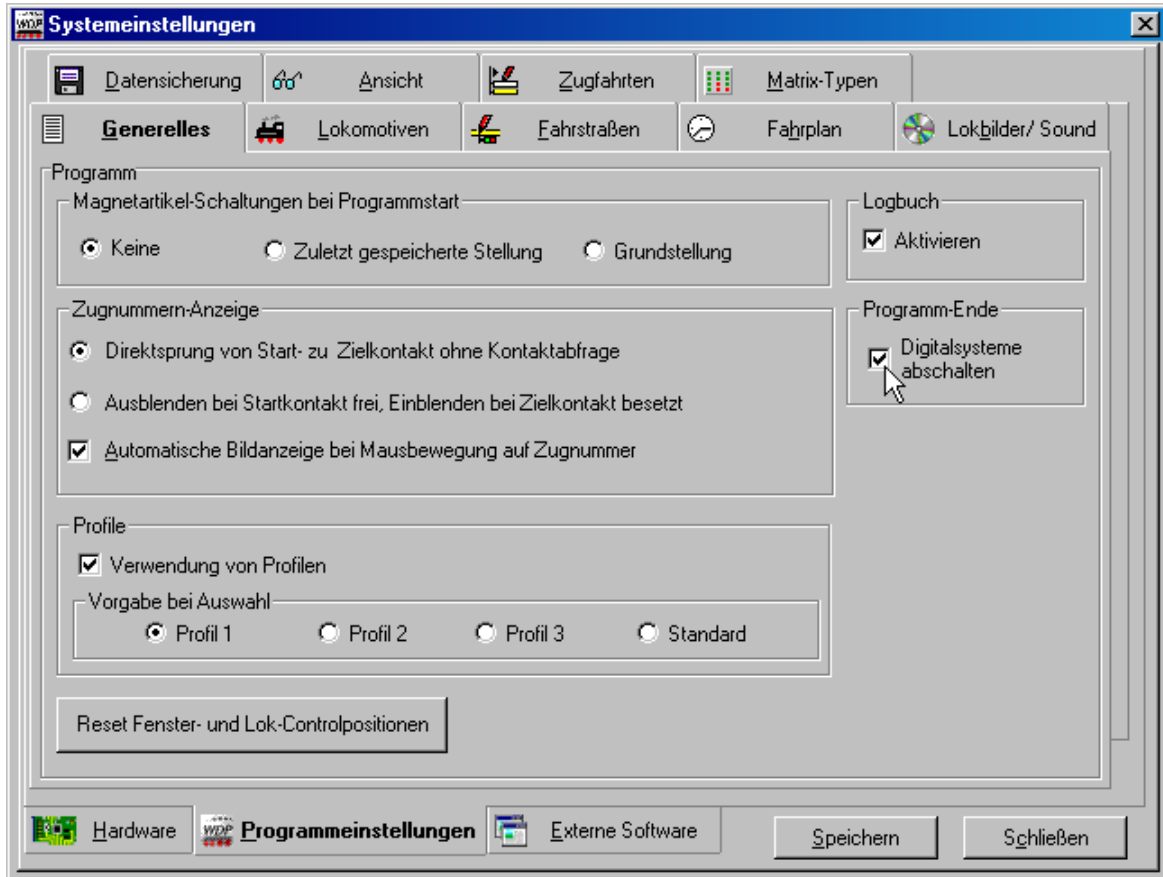 WDP Systemeinstellungen
Datensicherung Ansicht Zugfahrten Matrix-Typen
Generelles Lokomotiven Fahrstraßen Fahrplan Lokbilder/ Sound
Programm
Magnetartikel-Schaltungen bei Programmstart
Keine Zuletzt gespeicherte Stellung Grundstellung
Logbuch
Aktivieren
Zugnummern-Anzeige
Direktsprung von Start- zu Zielkontakt ohne Kontaktabfrage
Ausblenden bei Startkontakt frei, Einblenden bei Zielkontakt besetzt
Automatische Bildanzeige bei Mausbewegung auf Zugnummer
Programm-Ende
Digitalsysteme
abschalten
Profile
Verwendung von Profilen
Vorgabe bei Auswahl
Profil 1 Profil 2 Profil 3 Standard
Reset Fenster- und Lok-Controlpositionen
Hardware WDP Programmeinstellungen Externe Software
Speichern Schließen